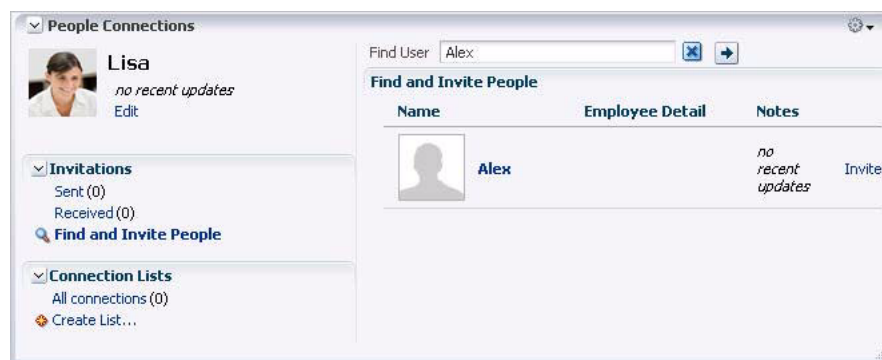 People Connections
Lisa
no recent updates
Edit
Invitations
Sent (0)
Received (0)
Find and Invite People
Connection Lists
All connections (0)
Create List...
Find User Alex
Find and Invite People
Name Employee Detail Notes
Alex
no
recent
updates
Invite